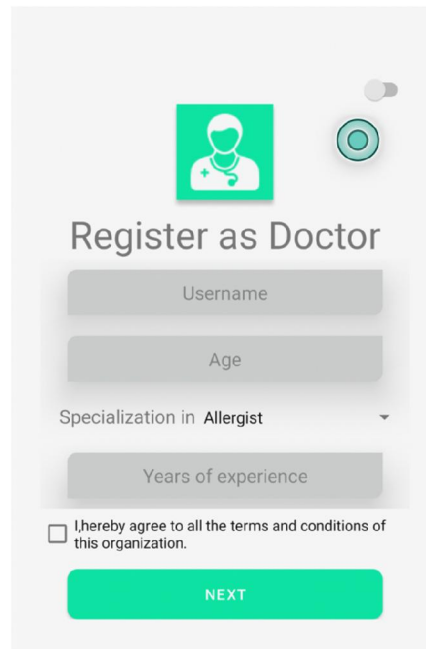 Register as Doctor
Username
Age
Specialization in Allergist
Years of experience
I,hereby agree to all the terms and conditions of
this organization.
NEXT